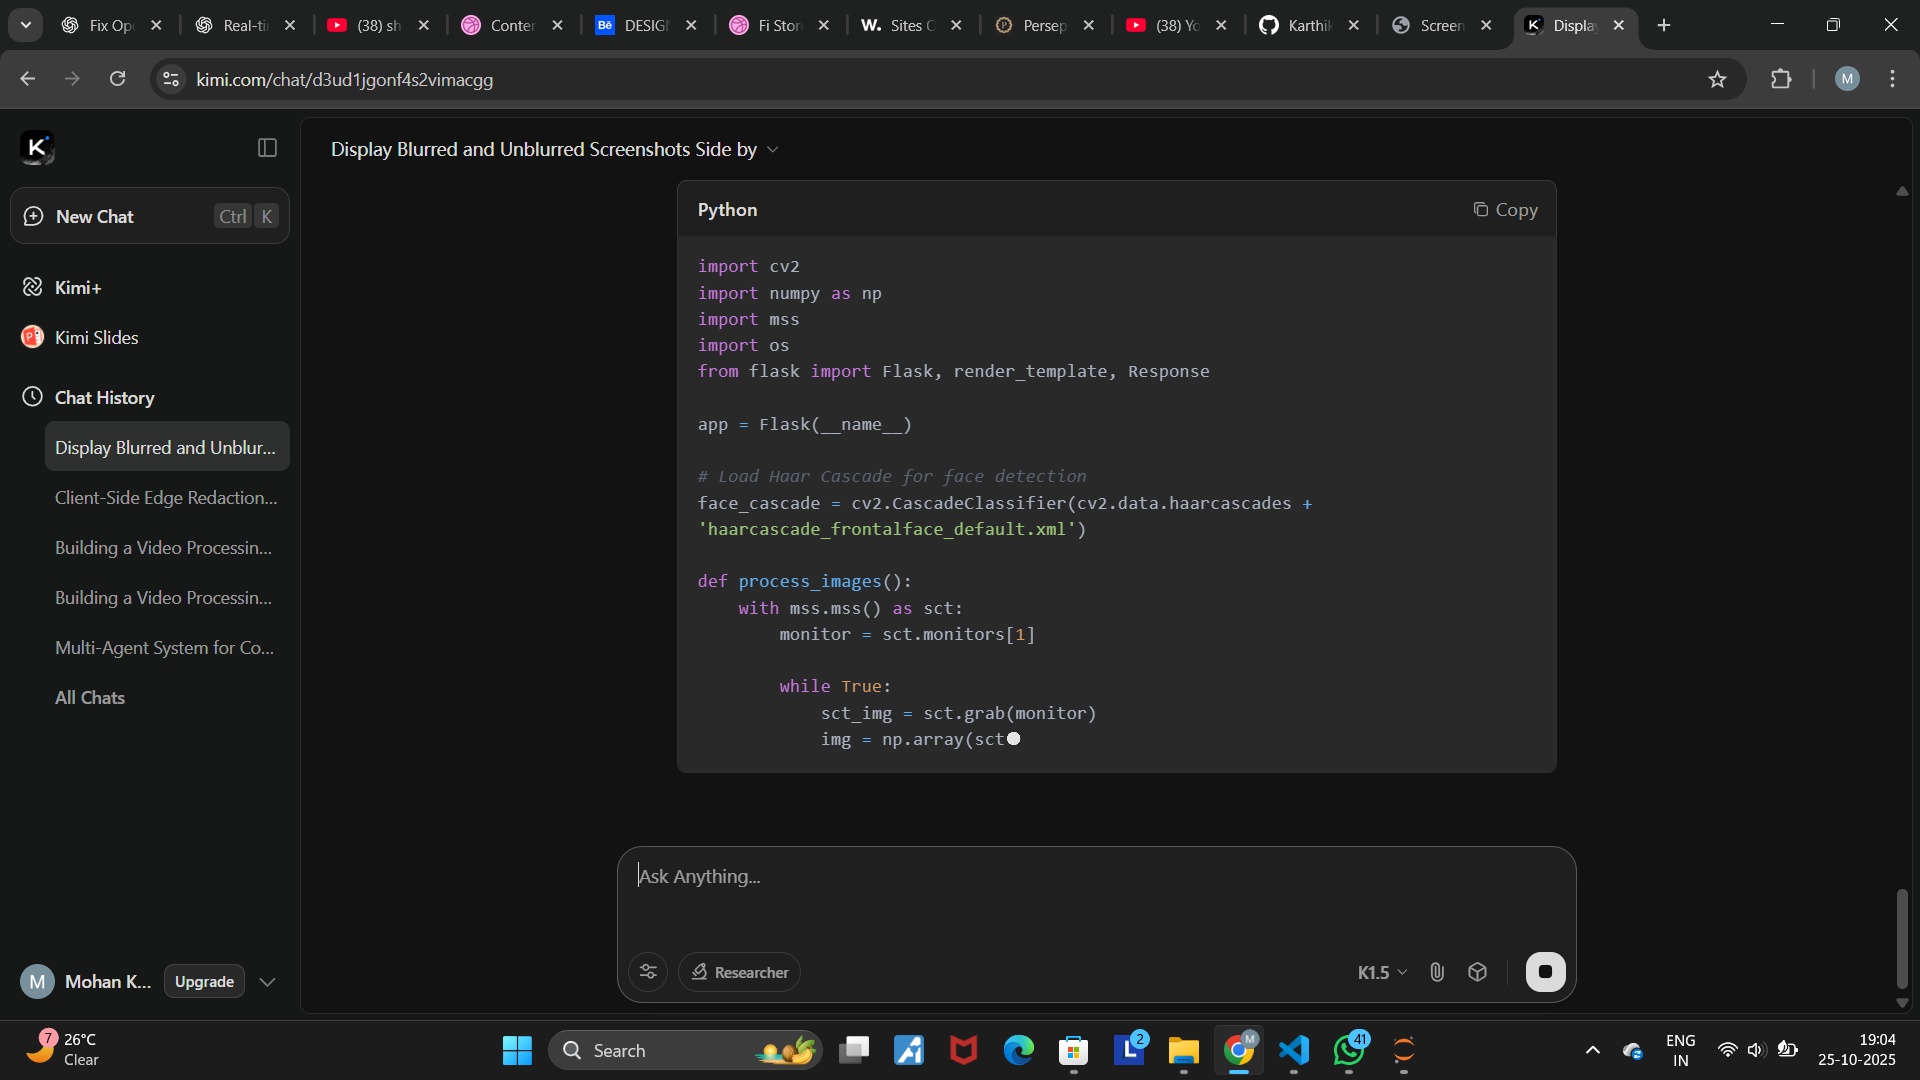 Fix Ope
Real-ti
(38) sh
Conter
Bē
DESIGN
Fi Stor
W.
Sites O
P
Persep
(38) Yo
Karthik
Screen
K
Displa
kimi.com/chat/d3ud1jgonf4s2vimacgg
M
K
Display Blurred and Unblurred Screenshots Side by
New Chat
Ctrl K
Kimi+
Kimi Slides
Chat History
Display Blurred and Unblur...
Client-Side Edge Redaction...
Building a Video Processin...
Building a Video Processin...
Multi-Agent System for Co...
All Chats
Python
Copy
import cv2
import numpy as np
import mss
import os
from flask import Flask, render_template, Response
app = Flask(__name__)
# Load Haar Cascade for face detection
face_cascade = cv2.CascadeClassifier(cv2.data.haarcascades +
'haarcascade_frontalface_default.xml')
def process_images():
with mss.mss() as sct:
monitor = sct.monitors[1]
while True:
sct_img = sct.grab(monitor)
img = np.array(sct
Ask Anything...
Researcher
K1.5
M
Mohan K...
Upgrade
7
26°C
Clear
Search
L
2
M
41
ENG
IN
19:04
25-10-2025